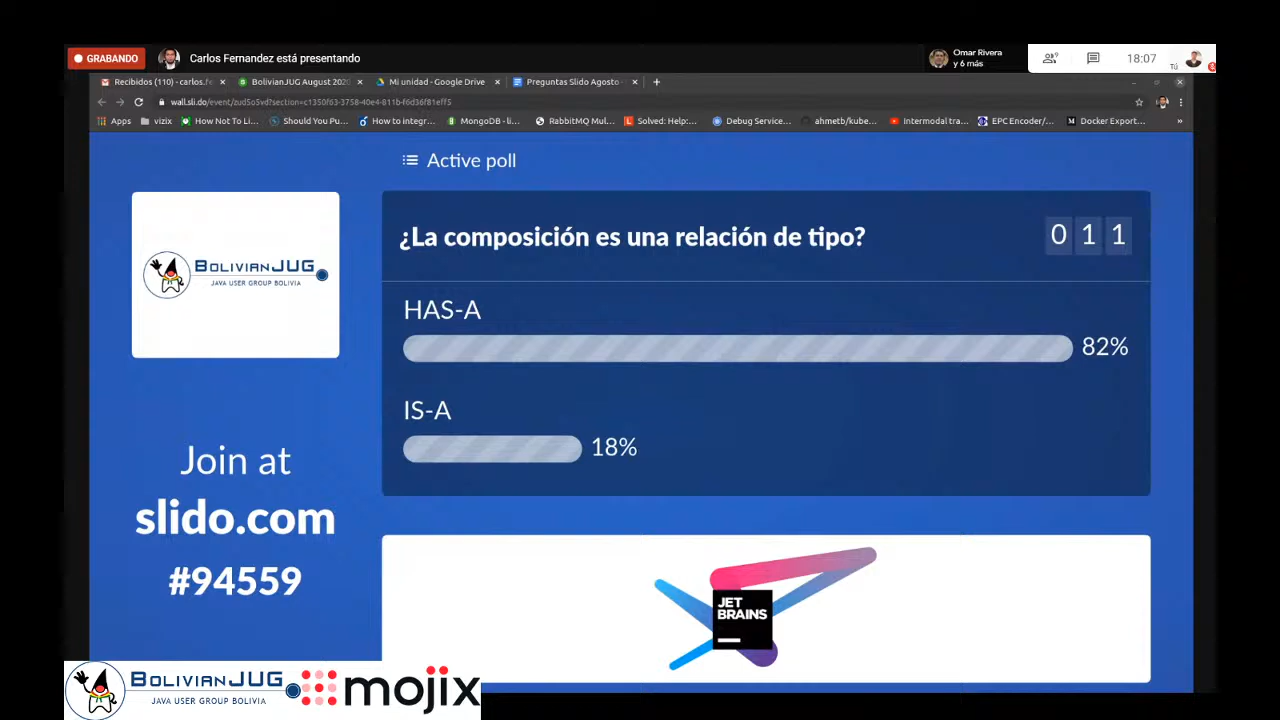 GRABANDO
Carlos Fernandez está presentando
Omar Rivera
y 6 más
9
18:07
Tú
Recibidos (110) - carlos.fe
BolivianJUG August 2020
Mi unidad - Google Drive
Preguntas Slido Agosto -
wall.sli.do/event/zud5o5vd?section=c1350f63-3758-40e4-811b-f6d36f81eff5
Apps
vizix
How Not To Li...
Should You Pu...
How to integr...
MongoDB - li...
RabbitMQ Mul...
Solved: Help:...
Debug Service...
ahmetb/kube...
Intermodal tra...
EPC Encoder/...
Docker Export...
»
Active poll
¿La composición es una relación de tipo?
0 1 1
HAS-A
82%
IS-A
18%
BOLIVIANJUG
JAVA USER GROUP BOLIVIA
Join at
slido.com
#94559
JET
BRAINS
BOLIVIANJUG
JAVA USER GROUP BOLIVIA
mojix